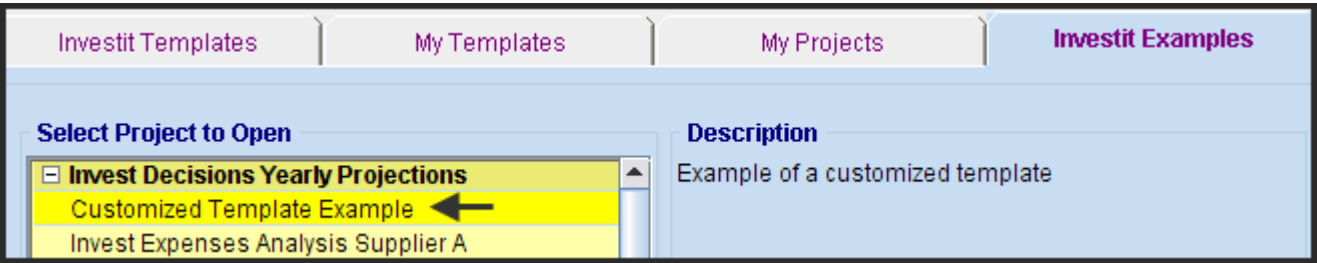 Investit Templates My Templates My Projects Investit Examples
Select Project to Open
Invest Decisions Yearly Projections
Customized Template Example
Invest Expenses Analysis Supplier A
Description
Example of a customized template